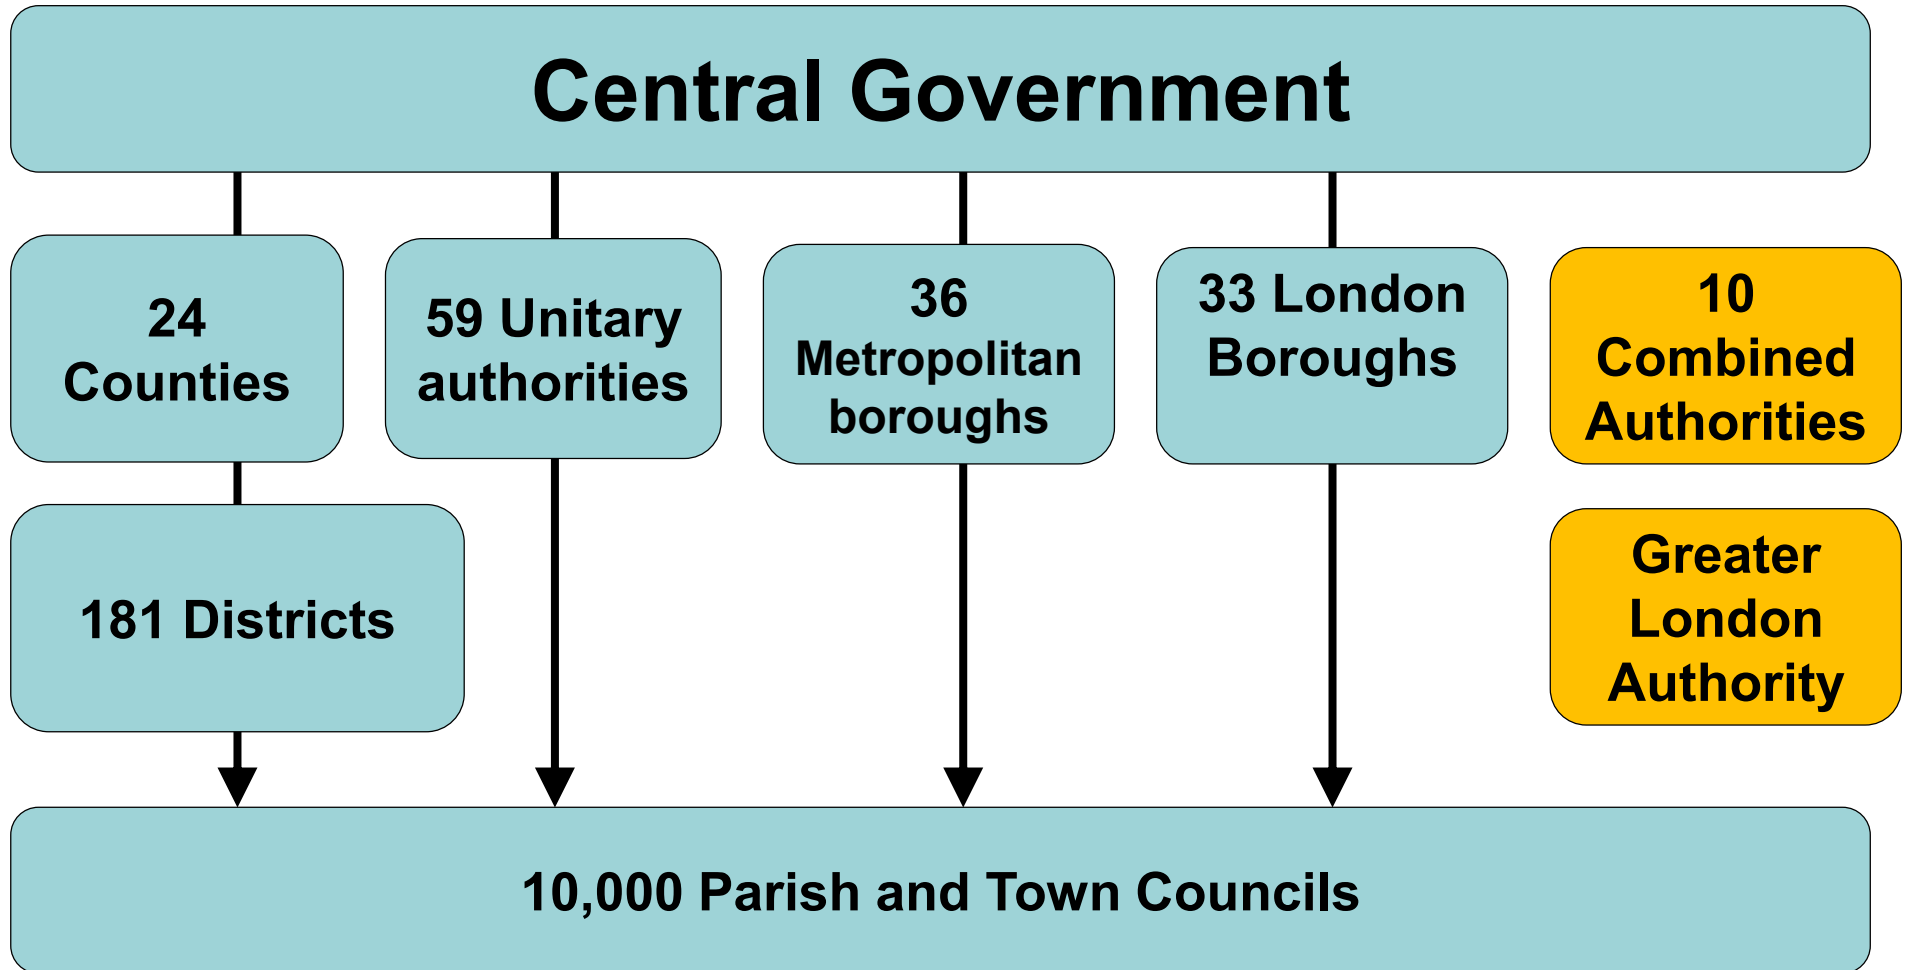 Central Government
24
Counties
59 Unitary
authorities
36
Metropolitan
boroughs
33 London
Boroughs
10
Combined
Authorities
181 Districts
Greater
London
Authority
10,000 Parish and Town Councils